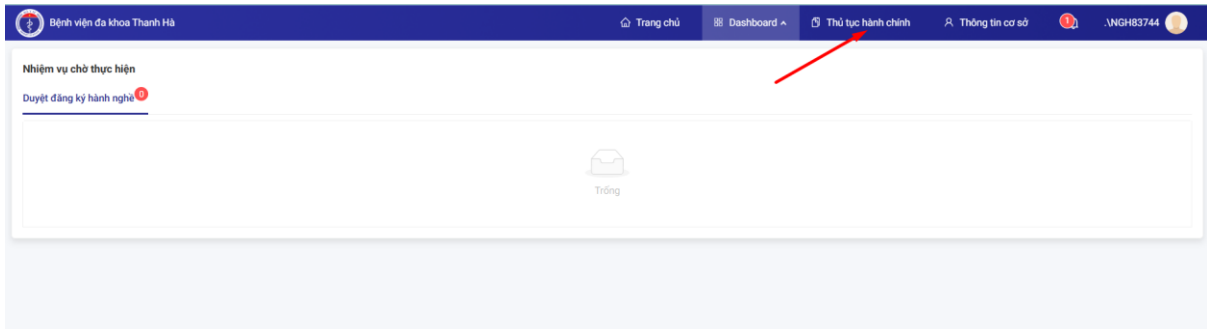 Bệnh viện đa khoa Thanh Hà
Trang chủ
Dashboard
Thủ tục hành chính
Thông tin cơ sở
1
.\NGH83744
Nhiệm vụ chờ thực hiện
Duyệt đăng ký hành nghề 0
Trống